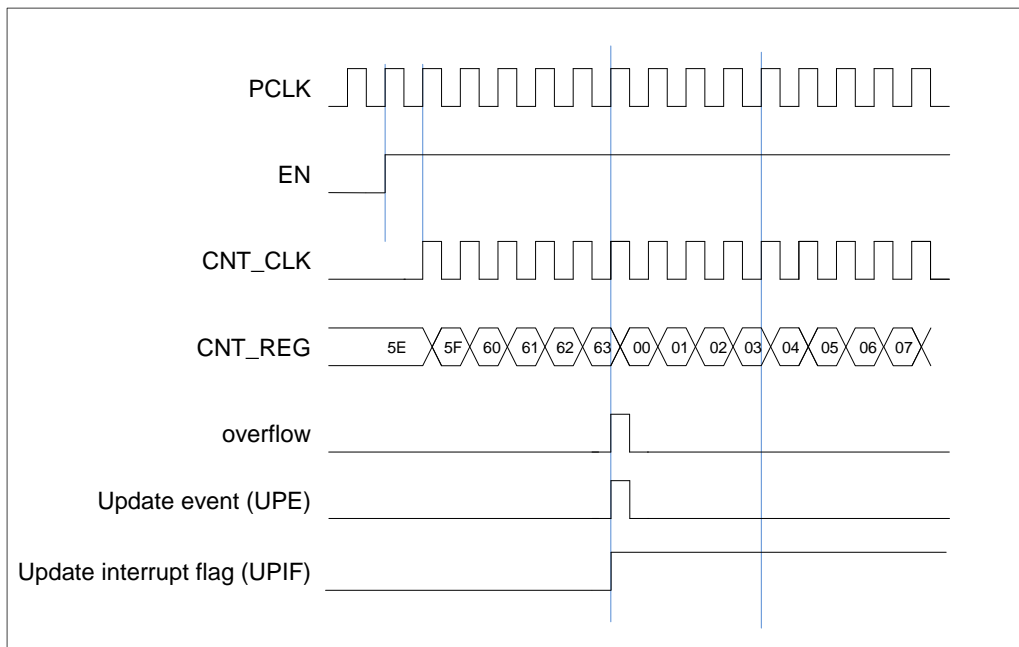 PCLK
EN
CNT_CLK
CNT_REG 5E 5F 60 61 62 63 00 01 02 03 04 05 06 07
overflow
Update event (UPE)
Update interrupt flag (UPIF)